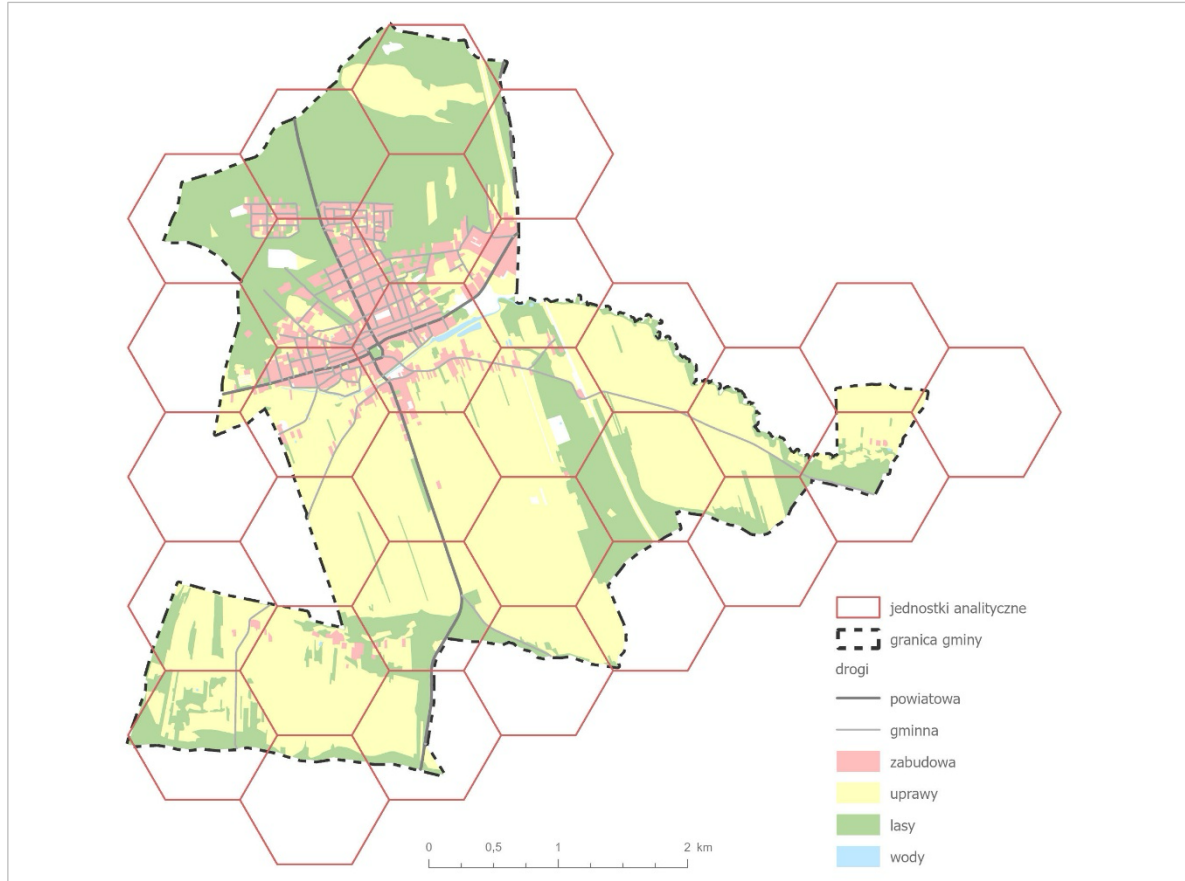 jednostki analityczne
granica gminy
drogi
powiatowa
gminna
zabudowa
uprawy
lasy
wody
0 0,5 1 2 km